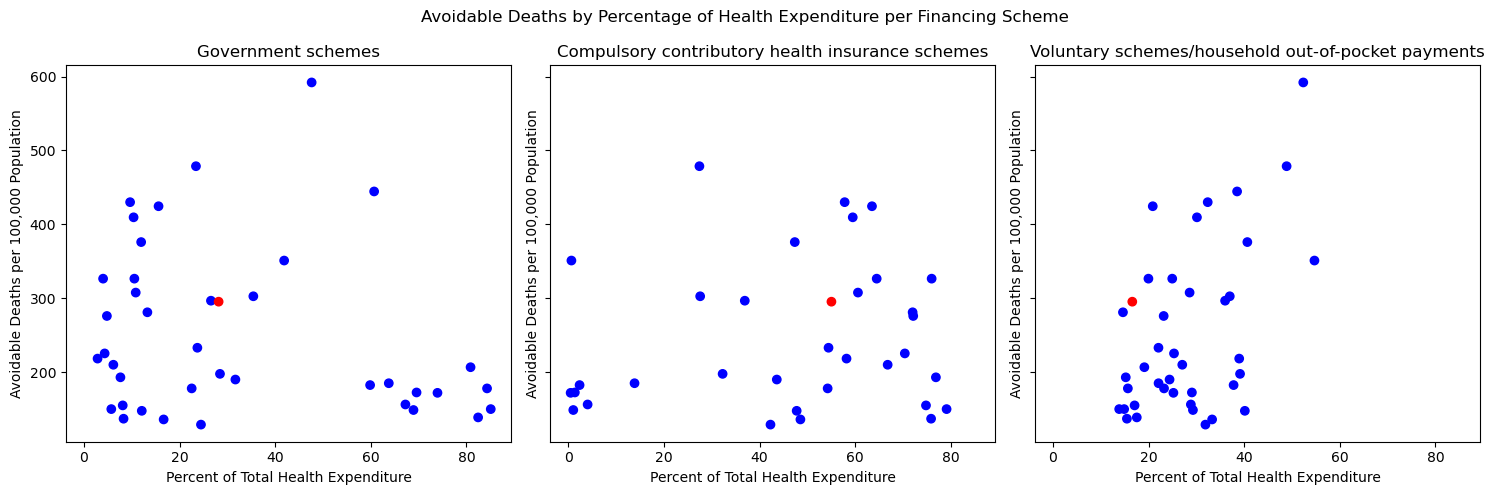 Avoidable Deaths by Percentage of Health Expenditure per Financing Scheme
Government schemes
Avoidable Deaths per 100,000 Population
600
500
400
300
200
0 20 40 60 80
Percent of Total Health Expenditure
Compulsory contributory health insurance schemes
Avoidable Deaths per 100,000 Population
0 20 40 60 80
Percent of Total Health Expenditure
Voluntary schemes/household out-of-pocket payments
Avoidable Deaths per 100,000 Population
0 20 40 60 80
Percent of Total Health Expenditure